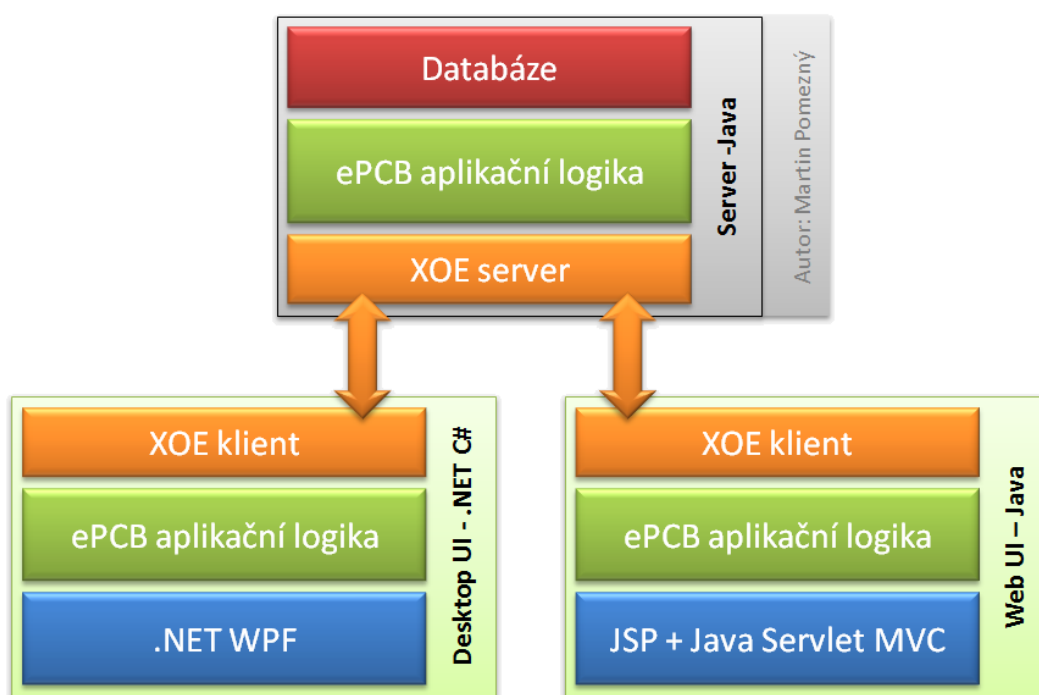 Databáze
ePCB aplikační logika
XOE server
Server -Java
Autor: Martin Pomezný
XOE klient
ePCB aplikační logika
.NET WPF
Desktop UI - .NET C#
XOE klient
ePCB aplikační logika
JSP + Java Servlet MVC
Web UI – Java